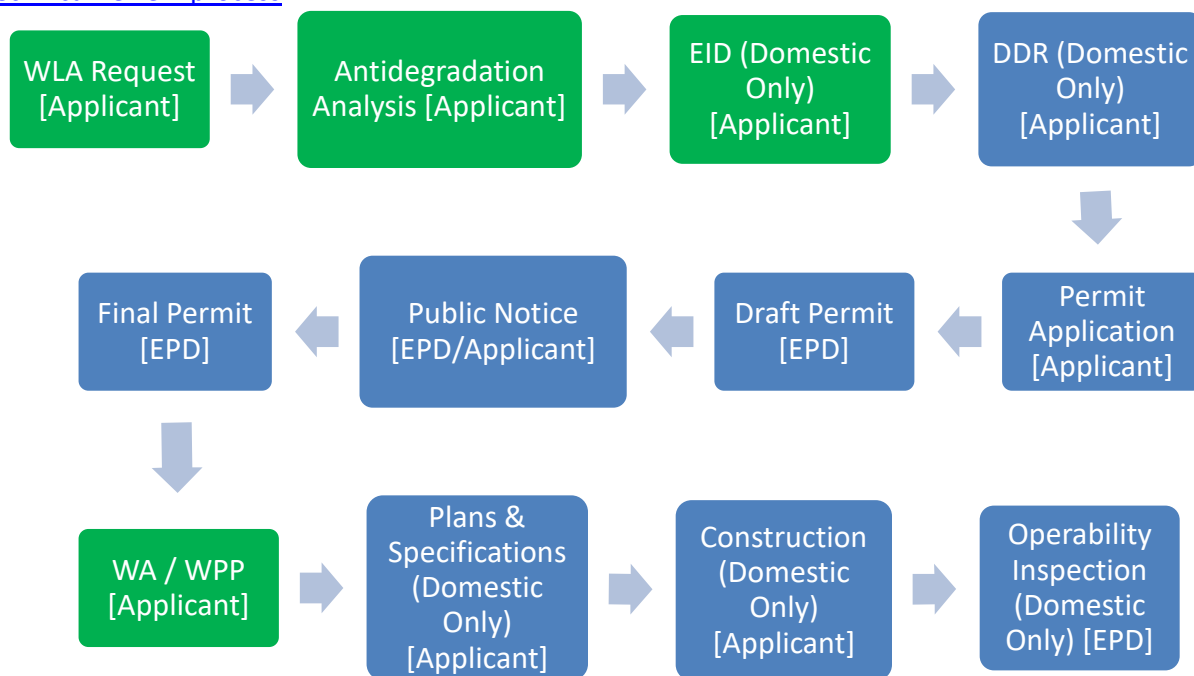 WLA Request
[Applicant]
Antidegradation
Analysis [Applicant]
EID (Domestic
Only)
[Applicant]
DDR (Domestic
Only)
[Applicant]
Permit
Application
[Applicant]
Draft Permit
[EPD]
Public Notice
[EPD/Applicant]
Final Permit
[EPD]
WA / WPP
[Applicant]
Plans &
Specifications
(Domestic
Only)
[Applicant]
Construction
(Domestic
Only)
[Applicant]
Operability
Inspection
(Domestic
Only) [EPD]